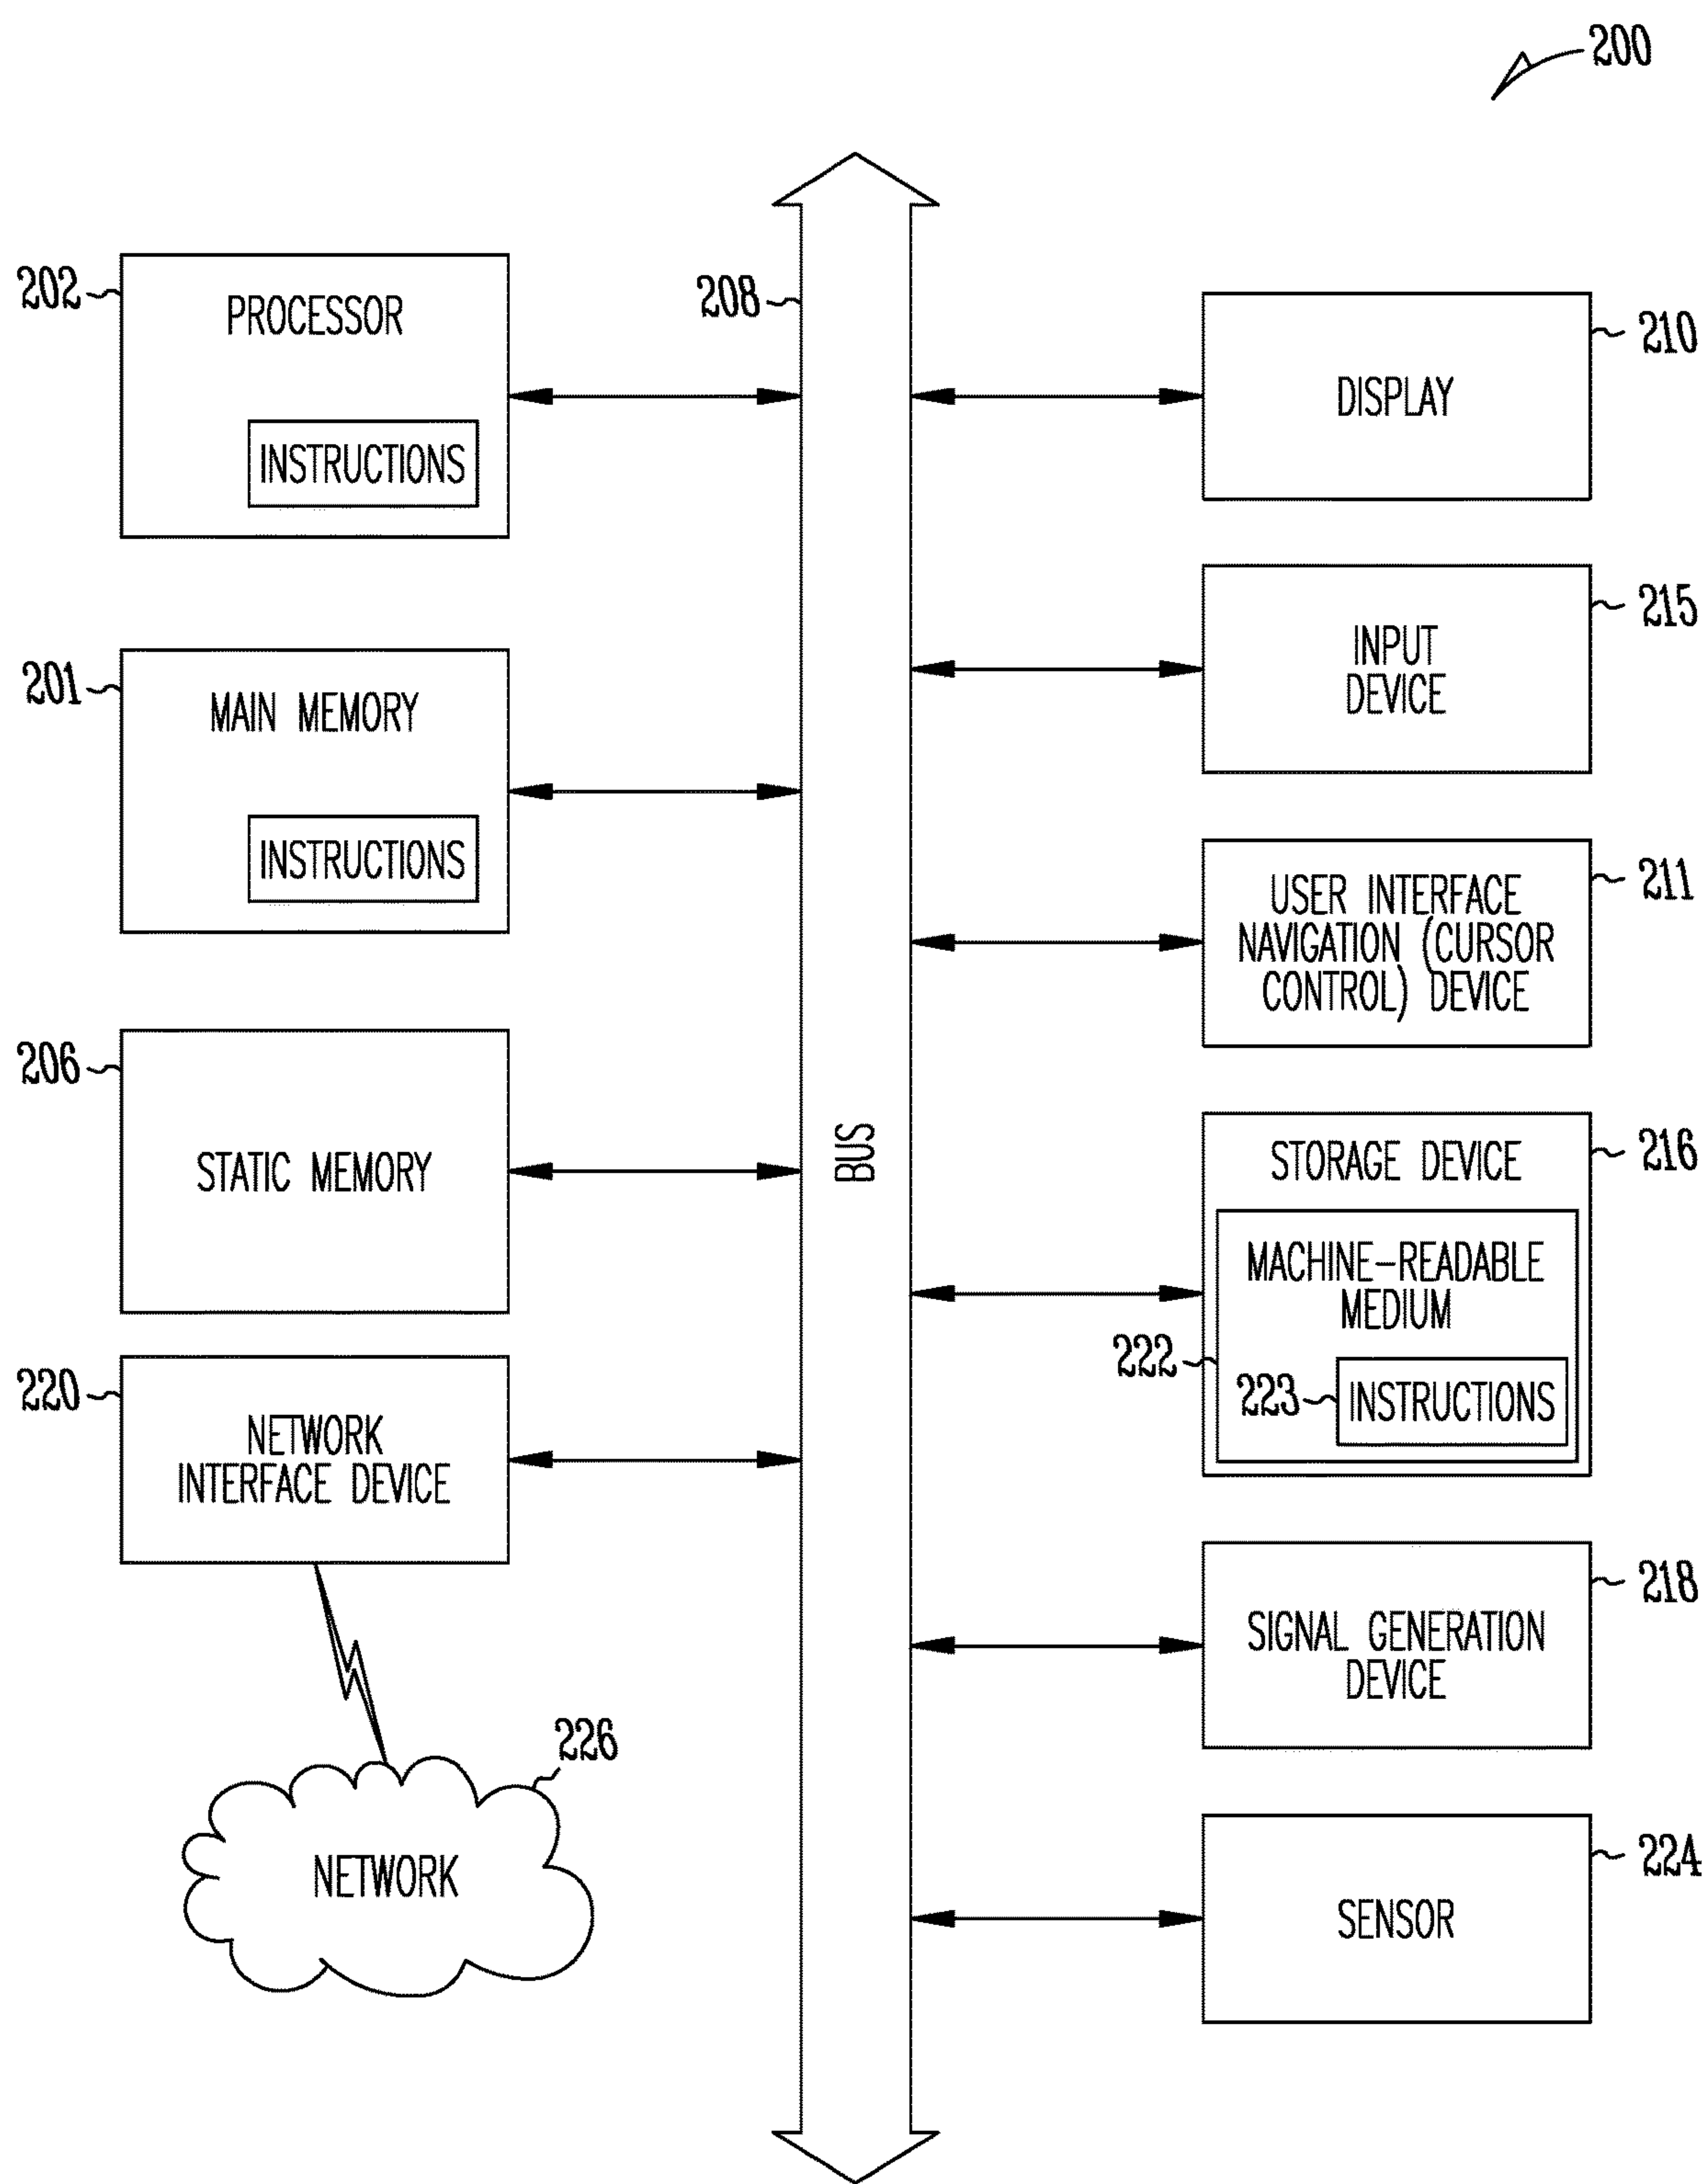 200
202
PROCESSOR
INSTRUCTIONS
201
MAIN MEMORY
INSTRUCTIONS
206
STATIC MEMORY
220
NETWORK
INTERFACE DEVICE
226
NETWORK
208
BUS
210
DISPLAY
215
INPUT
DEVICE
211
USER INTERFACE
NAVIGATION (CURSOR
CONTROL) DEVICE
216
STORAGE DEVICE
MACHINE-READABLE
MEDIUM
222
223
INSTRUCTIONS
218
SIGNAL GENERATION
DEVICE
224
SENSOR